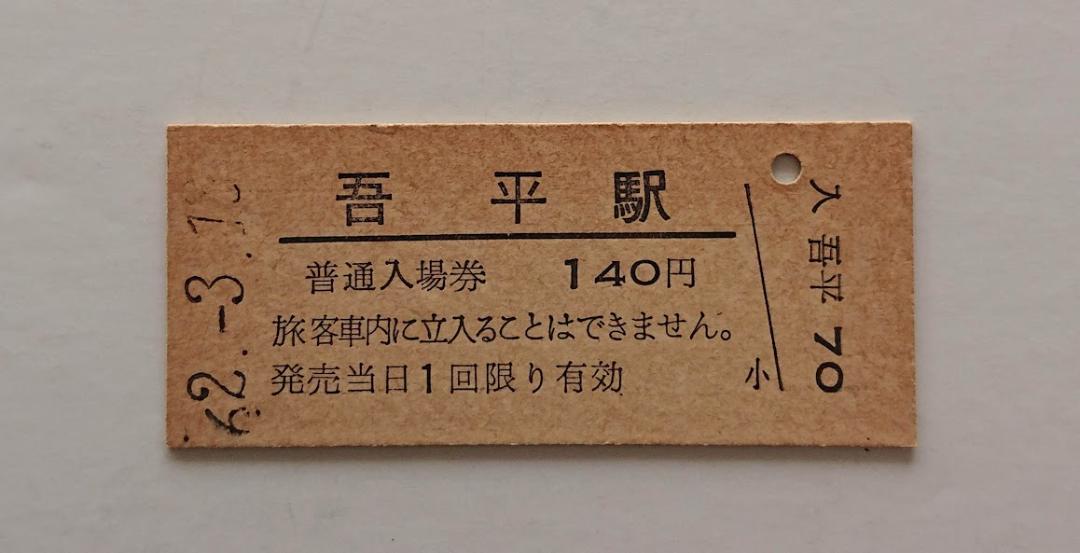 吾平駅
普通入場券 140円
旅客車内に立入ることはできません。
発売当日1回限り有効
小
入 吾平 70
62.-3.13